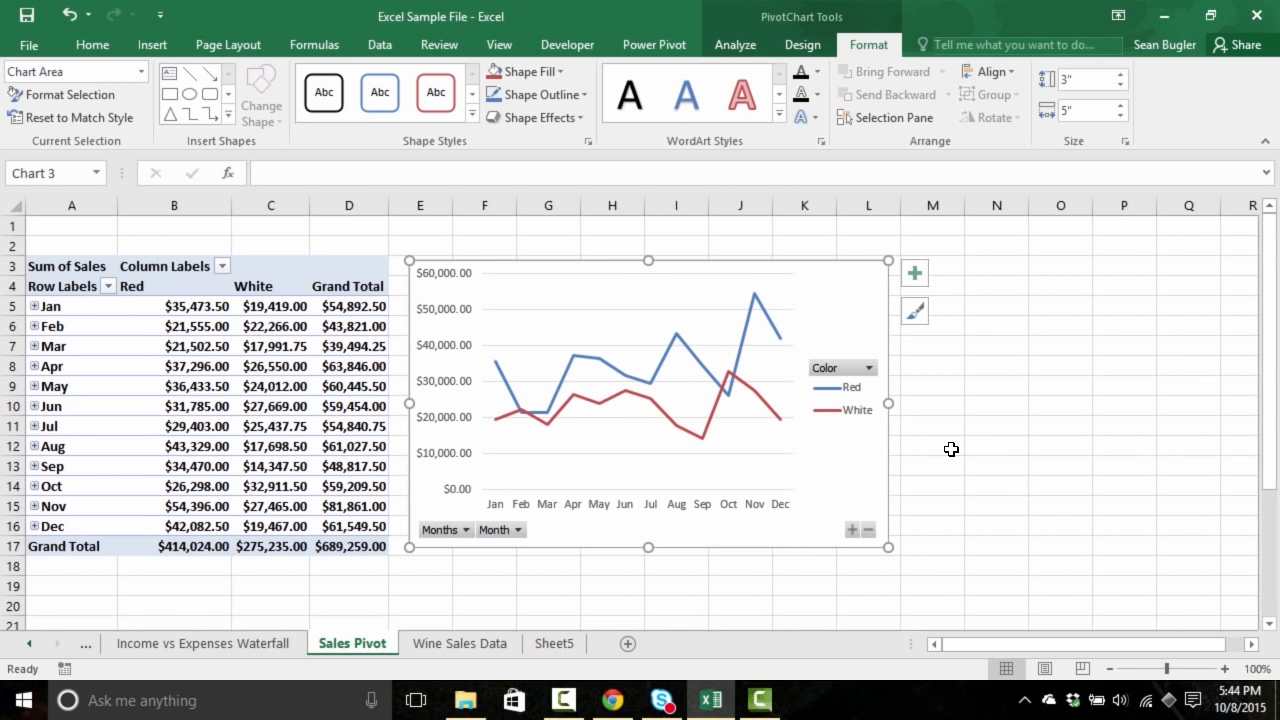 Excel Sample File - Excel
PivotChart Tools
File Home Insert Page Layout Formulas Data Review View Developer Power Pivot Analyze Design Format Tell me what you want to do... Sean Bugler Share
Chart Area
Format Selection
Reset to Match Style
Current Selection
Change
Shape
Insert Shapes
Abc Abc Abc
Shape Fill
Shape Outline
Shape Effects
Shape Styles
A A A
WordArt Styles
Bring Forward
Send Backward
Selection Pane
Align
Group
Rotate
Arrange
3"
5"
Size
Chart 3
fx
A B C D E F G H I J K L M N O P Q R
1
2
3 Sum of Sales Column Labels
4 Row Labels Red White Grand Total
5 Jan $35,473.50 $19,419.00 $54,892.50
6 Feb $21,555.00 $22,266.00 $43,821.00
7 Mar $21,502.50 $17,991.75 $39,494.25
8 Apr $37,296.00 $26,550.00 $63,846.00
9 May $36,433.50 $24,012.00 $60,445.50
10 Jun $31,785.00 $27,669.00 $59,454.00
11 Jul $29,403.00 $25,437.75 $54,840.75
12 Aug $43,329.00 $17,698.50 $61,027.50
13 Sep $34,470.00 $14,347.50 $48,817.50
14 Oct $26,298.00 $32,911.50 $59,209.50
15 Nov $54,396.00 $27,465.00 $81,861.00
16 Dec $42,082.50 $19,467.00 $61,549.50
17 Grand Total $414,024.00 $275,235.00 $689,259.00
18
19
20
21
$60,000.00
$50,000.00
$40,000.00
$30,000.00
$20,000.00
$10,000.00
$0.00
Jan Feb Mar Apr May Jun Jul Aug Sep Oct Nov Dec
Color
Red
White
Months Month
... Income vs Expenses Waterfall Sales Pivot Wine Sales Data Sheet5
Ready
100%
Ask me anything
5:44 PM
10/8/2015